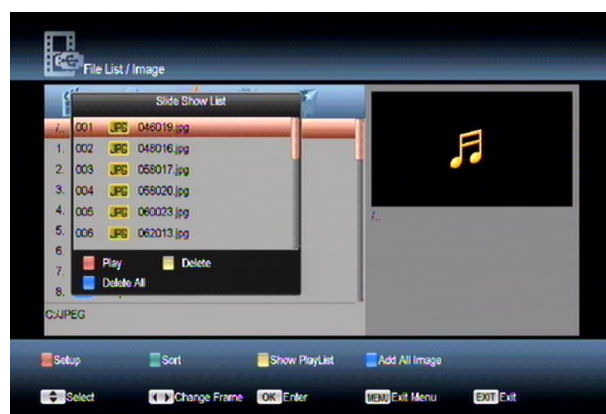 File List / Image
Slide Show List
/.. 001 JPG 046019.jpg
1. 002 JPG 048016.jpg
2. 003 JPG 058017.jpg
3. 004 JPG 058020.jpg
4. 005 JPG 060023.jpg
5. 006 JPG 062013.jpg
6.
7.
8.
Play Delete
Delete All
/..
C:/JPEG
Setup Sort Show PlayList Add All Image
Select Change Frame OK Enter MENU Exit Menu EXIT Exit